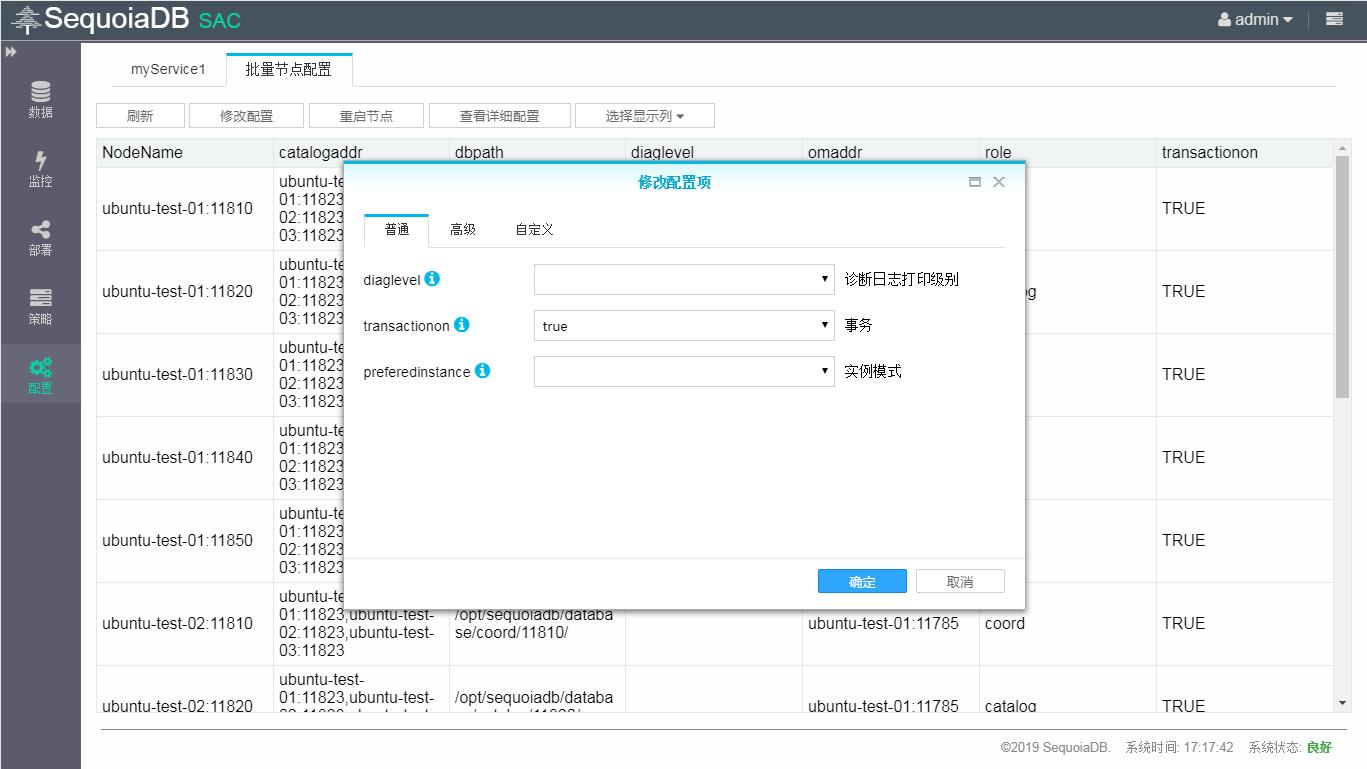 SequoiaDB SAC
admin
myService1 批量节点配置
刷新 修改配置 重启节点 查看详细配置 选择显示列
数据
监控
部署
策略
配置
NodeName catalogaddr dbpath diaglevel omaddr role transactionon
ubuntu-test-01:11810
ubuntu-te
01:11823
02:11823
03:11823
TRUE
ubuntu-test-01:11820
ubuntu-te
01:11823
02:11823
03:11823
og
TRUE
ubuntu-test-01:11830
ubuntu-te
01:11823
02:11823
03:11823
TRUE
ubuntu-test-01:11840
ubuntu-te
01:11823
02:11823
03:11823
TRUE
ubuntu-test-01:11850
ubuntu-te
01:11823
02:11823
03:11823
TRUE
修改配置项
普通 高级 自定义
diaglevel 诊断日志打印级别
transactionon true 事务
preferedinstance 实例模式
确定 取消
ubuntu-test-02:11810
ubuntu-te
01:11823,ubuntu-test-
02:11823,ubuntu-test-
03:11823
/opt/sequoiadb/databa
se/coord/11810/
ubuntu-test-01:11785
coord
TRUE
ubuntu-test-02:11820
ubuntu-test-
01:11823,ubuntu-test-
/opt/sequoiadb/databa
ubuntu-test-01:11785
catalog
TRUE
©2019 SequoiaDB. 系统时间: 17:17:42 系统状态: 良好